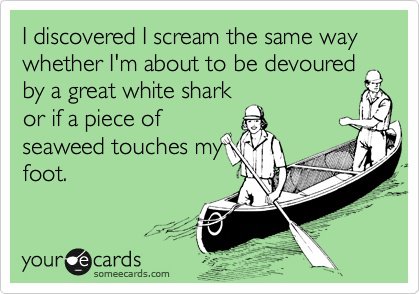 I discovered I scream the same way
whether I'm about to be devoured
by a great white shark
or if a piece of
seaweed touches my
foot.
your e cards
someecards.com